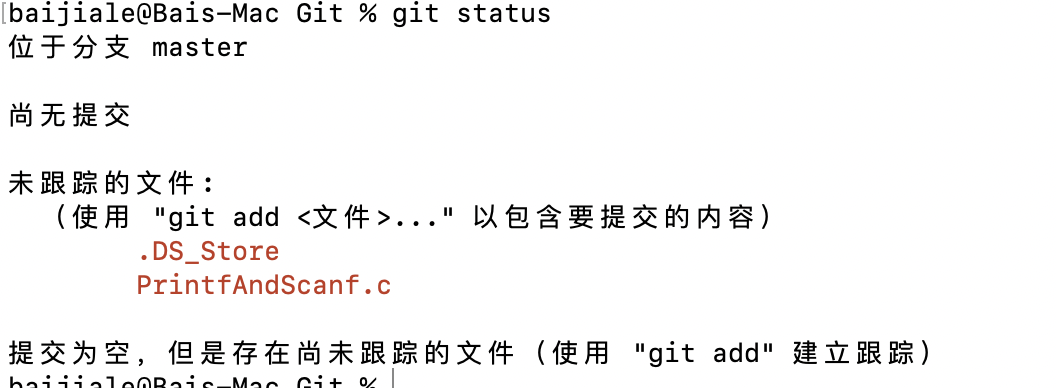 baijiale@Bais-Mac Git % git status
位于分支 master
尚无提交
未跟踪的文件：
（使用 "git add <文件>..." 以包含要提交的内容）
.DS_Store
PrintfAndScanf.c
提交为空，但是存在尚未跟踪的文件（使用 "git add" 建立跟踪）
baijiale@Bais-Mac Git %